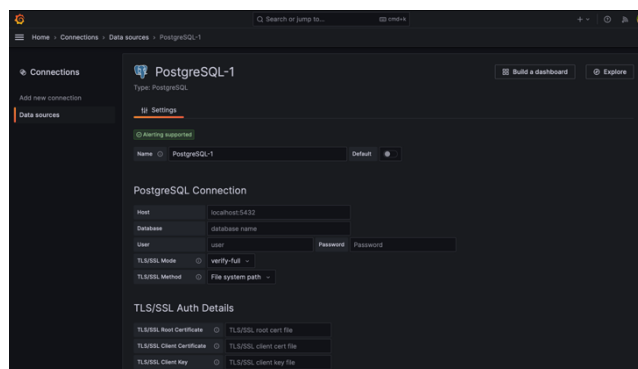 Search or jump to...
cmd+k
Home › Connections › Data sources › PostgreSQL-1
Connections
Add new connection
Data sources
PostgreSQL-1
Type: PostgreSQL
Build a dashboard
Explore
Settings
Alerting supported
Name PostgreSQL-1 Default
PostgreSQL Connection
Host localhost:5432
Database database name
User user Password Password
TLS/SSL Mode verify-full
TLS/SSL Method File system path
TLS/SSL Auth Details
TLS/SSL Root Certificate TLS/SSL root cert file
TLS/SSL Client Certificate TLS/SSL client cert file
TLS/SSL Client Key TLS/SSL client key file